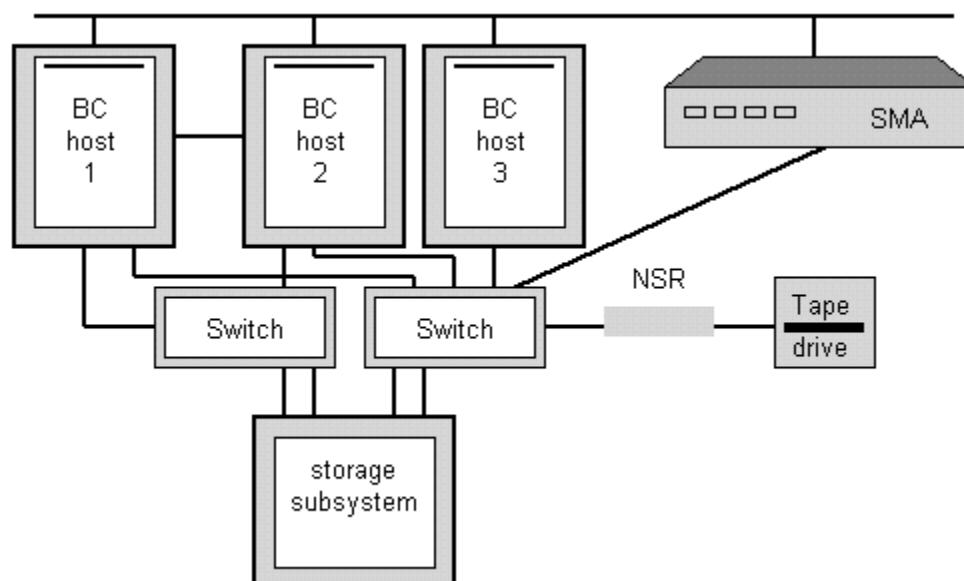 BC
host
1
BC
host
2
BC
host
3
SMA
NSR
Switch
Switch
Tape
drive
storage
subsystem